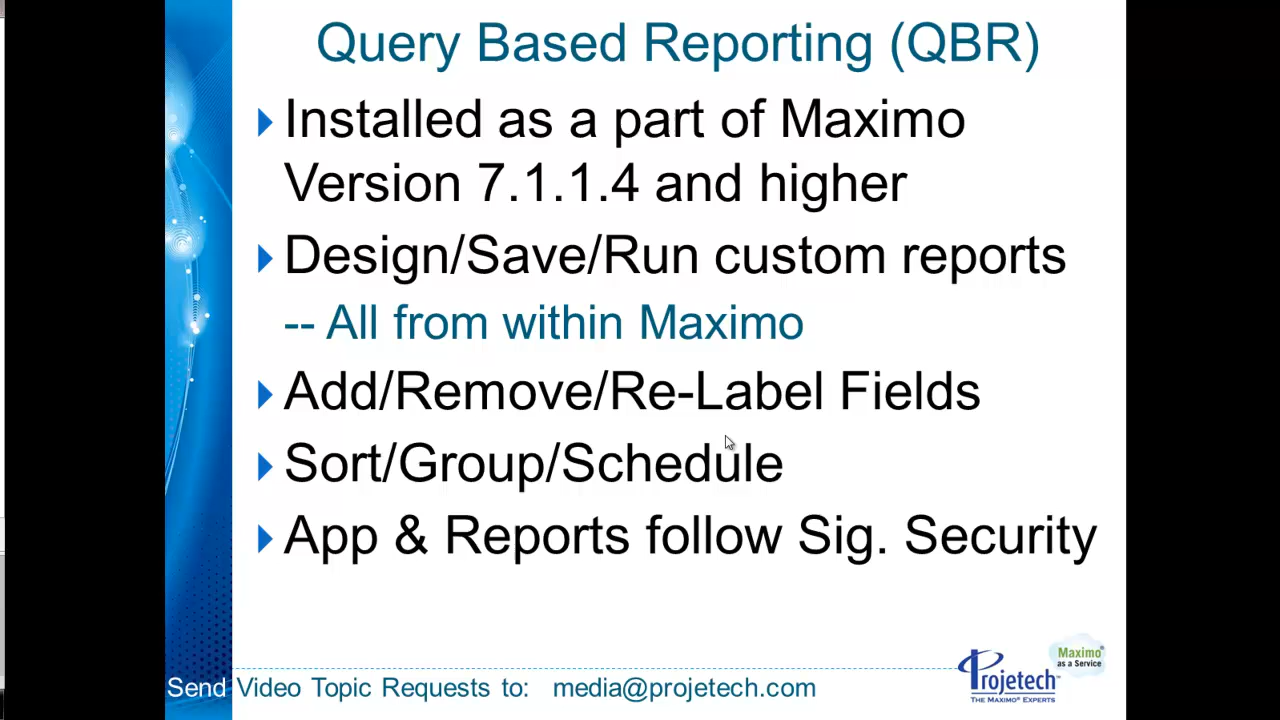 Query Based Reporting (QBR)
Installed as a part of Maximo
Version 7.1.1.4 and higher
Design/Save/Run custom reports
-- All from within Maximo
Add/Remove/Re-Label Fields
Sort/Group/Schedule
App & Reports follow Sig. Security
Maximo®
as a Service
Projetech™
THE MAXIMO® EXPERTS
Send Video Topic Requests to: media@projetech.com